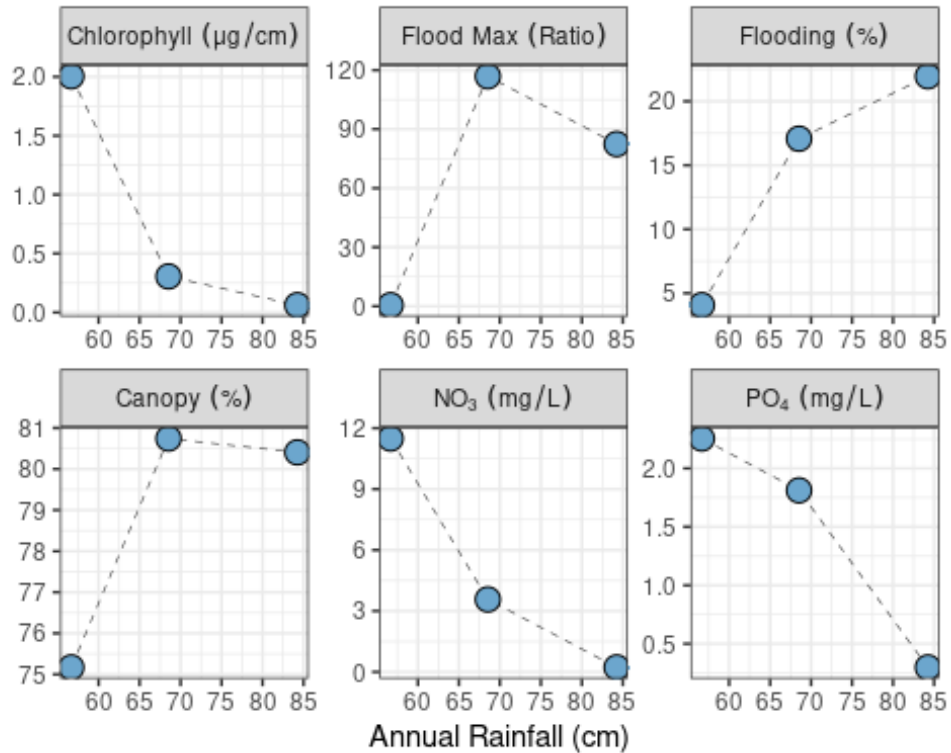 Chlorophyll (µg/cm)
Flood Max (Ratio)
Flooding (%)
2.0
1.5
1.0
0.5
0.0
120
90
60
30
0
20
15
10
5
60 65 70 75 80 85
60 65 70 75 80 85
60 65 70 75 80 85
Canopy (%)
NO₃ (mg/L)
PO₄ (mg/L)
81
80
79
78
77
76
75
12
9
6
3
0
2.0
1.5
1.0
0.5
60 65 70 75 80 85
60 65 70 75 80 85
60 65 70 75 80 85
Annual Rainfall (cm)